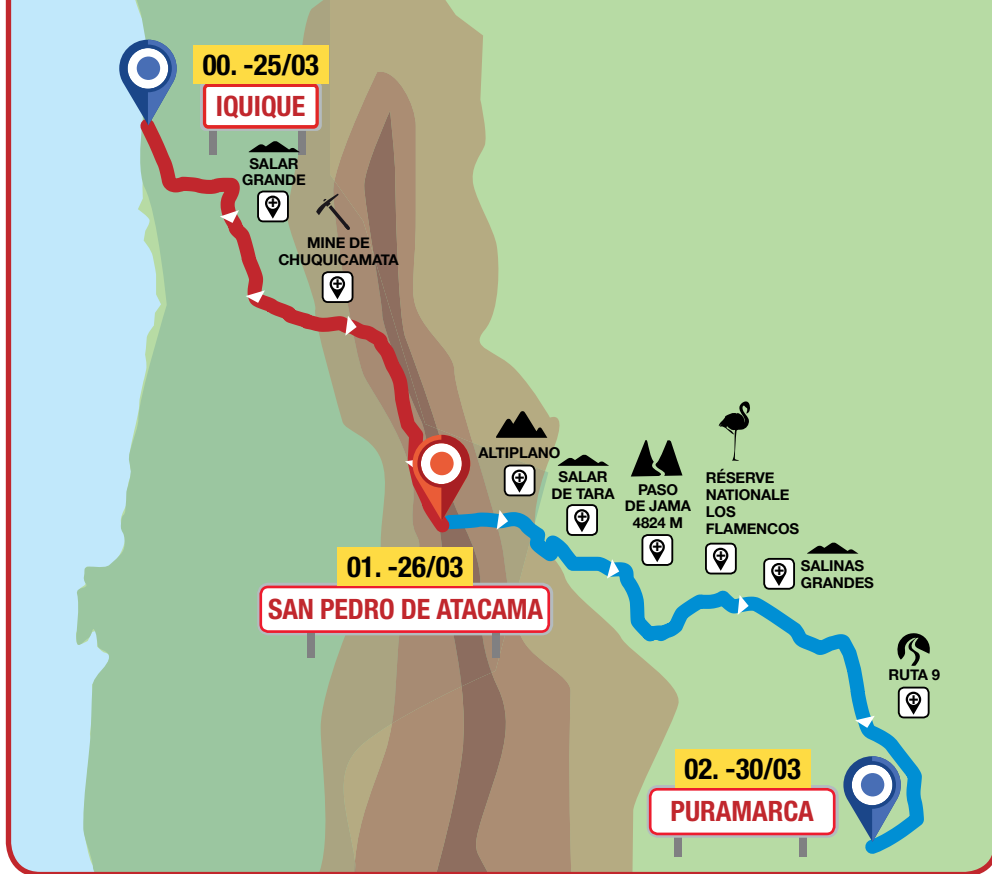 00. -25/03
IQUIQUE
SALAR
GRANDE
MINE DE
CHUQUICAMATA
ALTIPLANO
SALAR
DE TARA
PASO
DE JAMA
4824 M
RÉSERVE
NATIONALE
LOS
FLAMENCOS
SALINAS
GRANDES
01. -26/03
SAN PEDRO DE ATACAMA
RUTA 9
02. -30/03
PURAMARCA